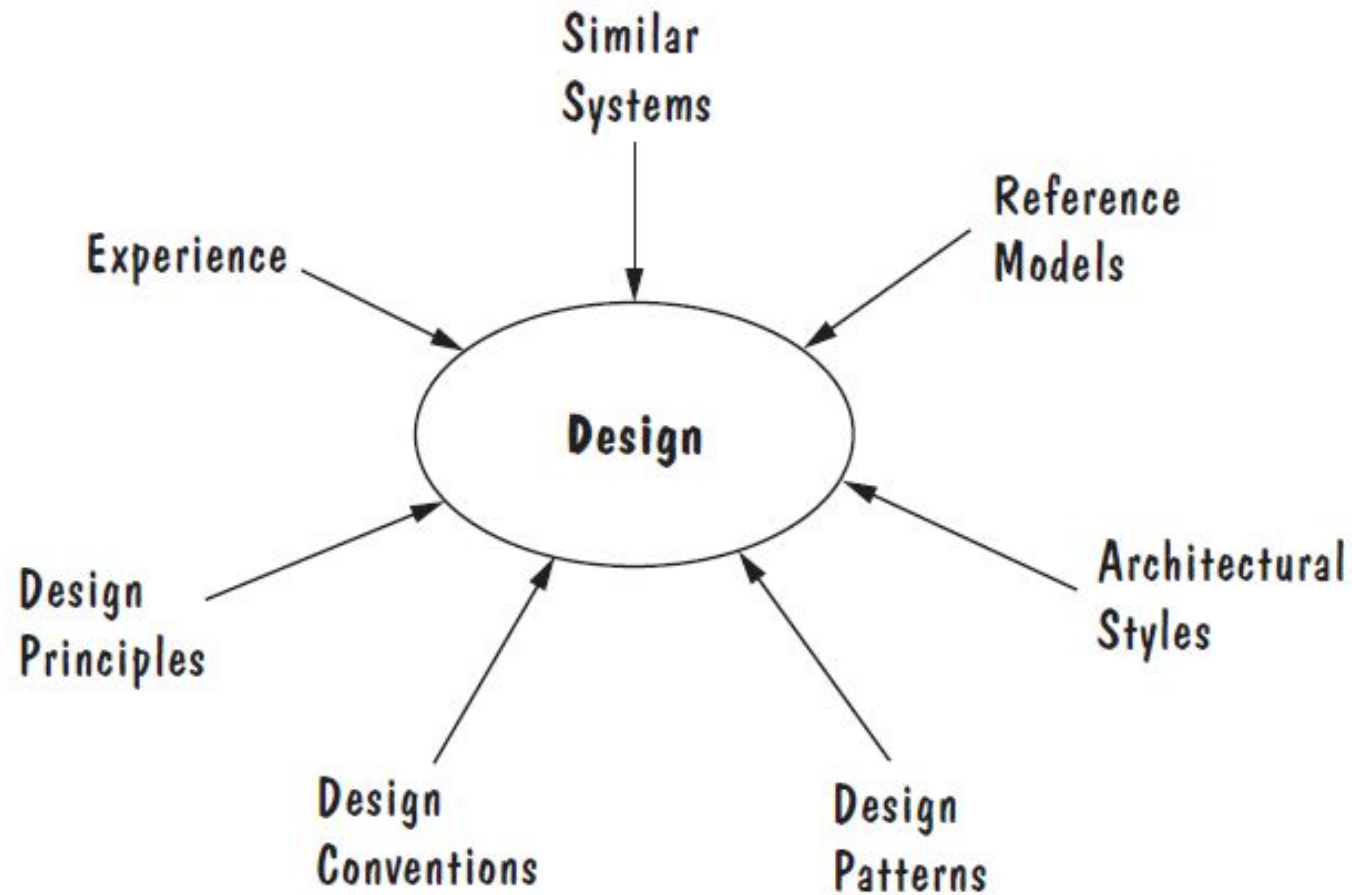 Similar
Systems
Reference
Models
Experience
Design
Architectural
Styles
Design
Principles
Design
Conventions
Design
Patterns